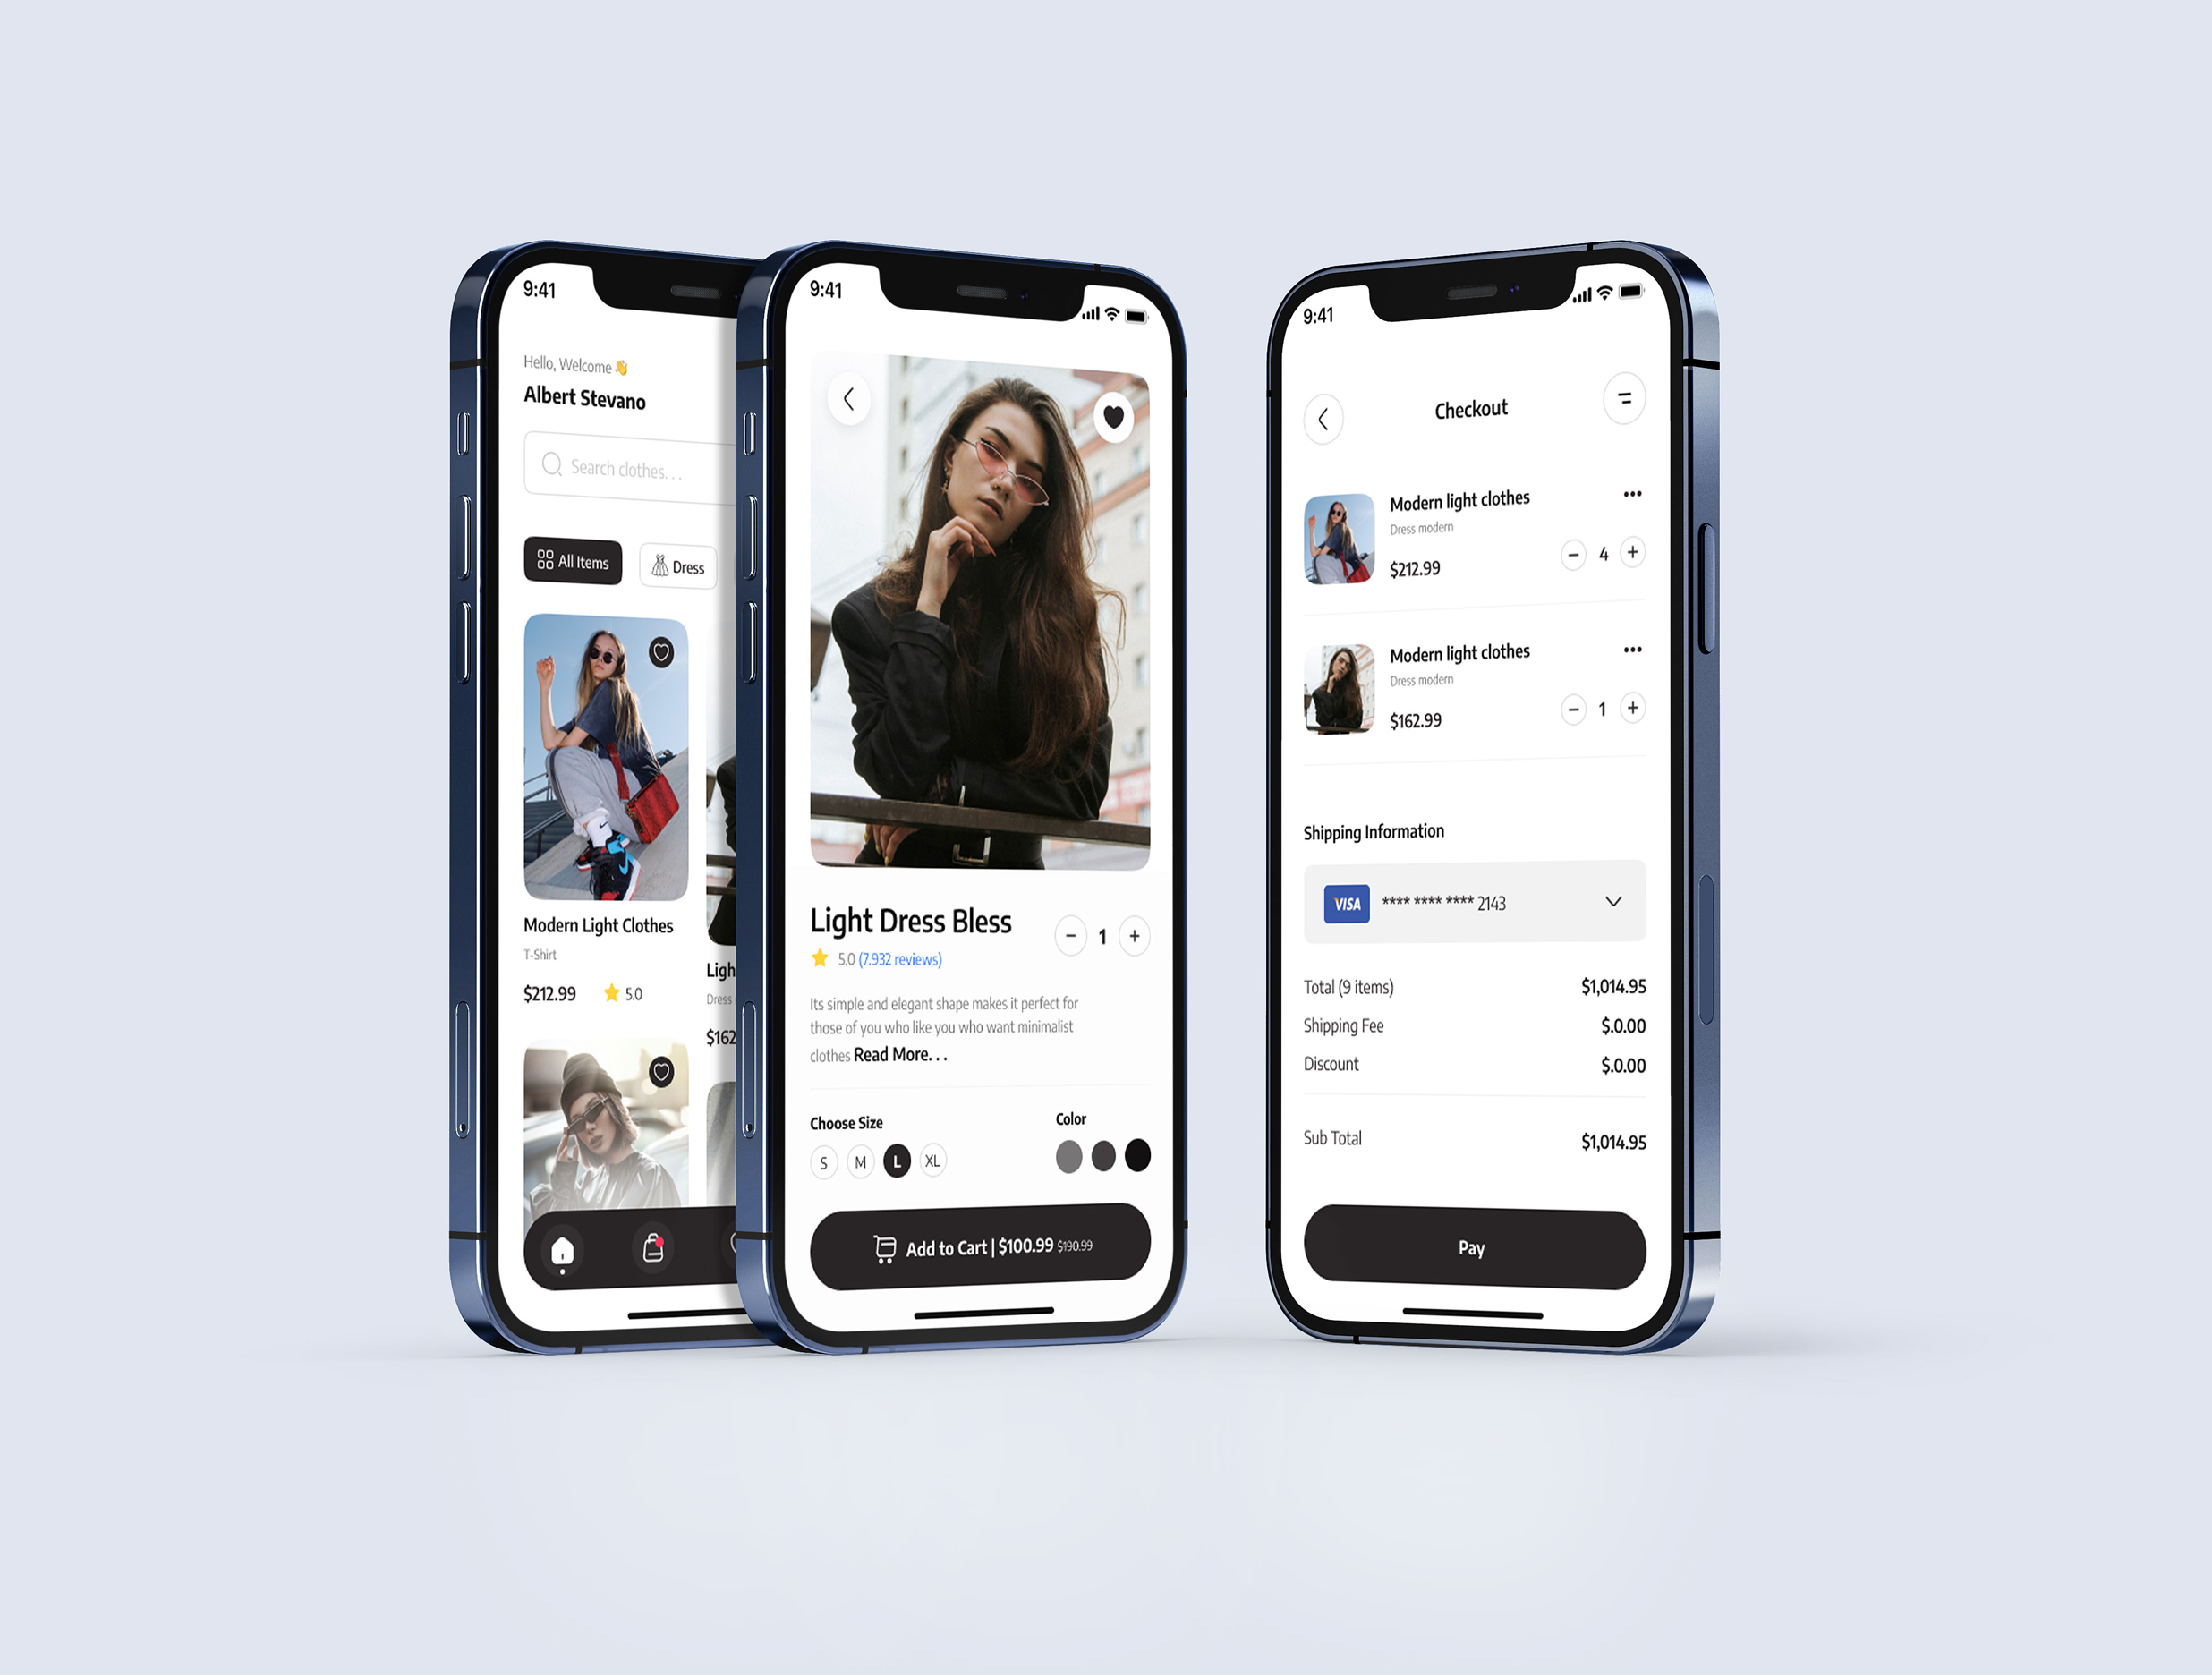 9:41
Hello, Welcome 👋
Albert Stevano
Search clothes. . .
All Items
Dress
Modern Light Clothes
T-Shirt
$212.99
5.0
Ligh
Dress
$162
9:41
Light Dress Bless
1
5.0 (7.932 reviews)
Its simple and elegant shape makes it perfect for
those of you who like you who want minimalist
clothes Read More. . .
Choose Size
Color
S M L XL
Add to Cart | $100.99 $190.99
9:41
Checkout
Modern light clothes
Dress modern
$212.99
4
Modern light clothes
Dress modern
$162.99
1
Shipping Information
VISA **** **** **** 2143
Total (9 items) $1,014.95
Shipping Fee $.0.00
Discount $.0.00
Sub Total $1,014.95
Pay